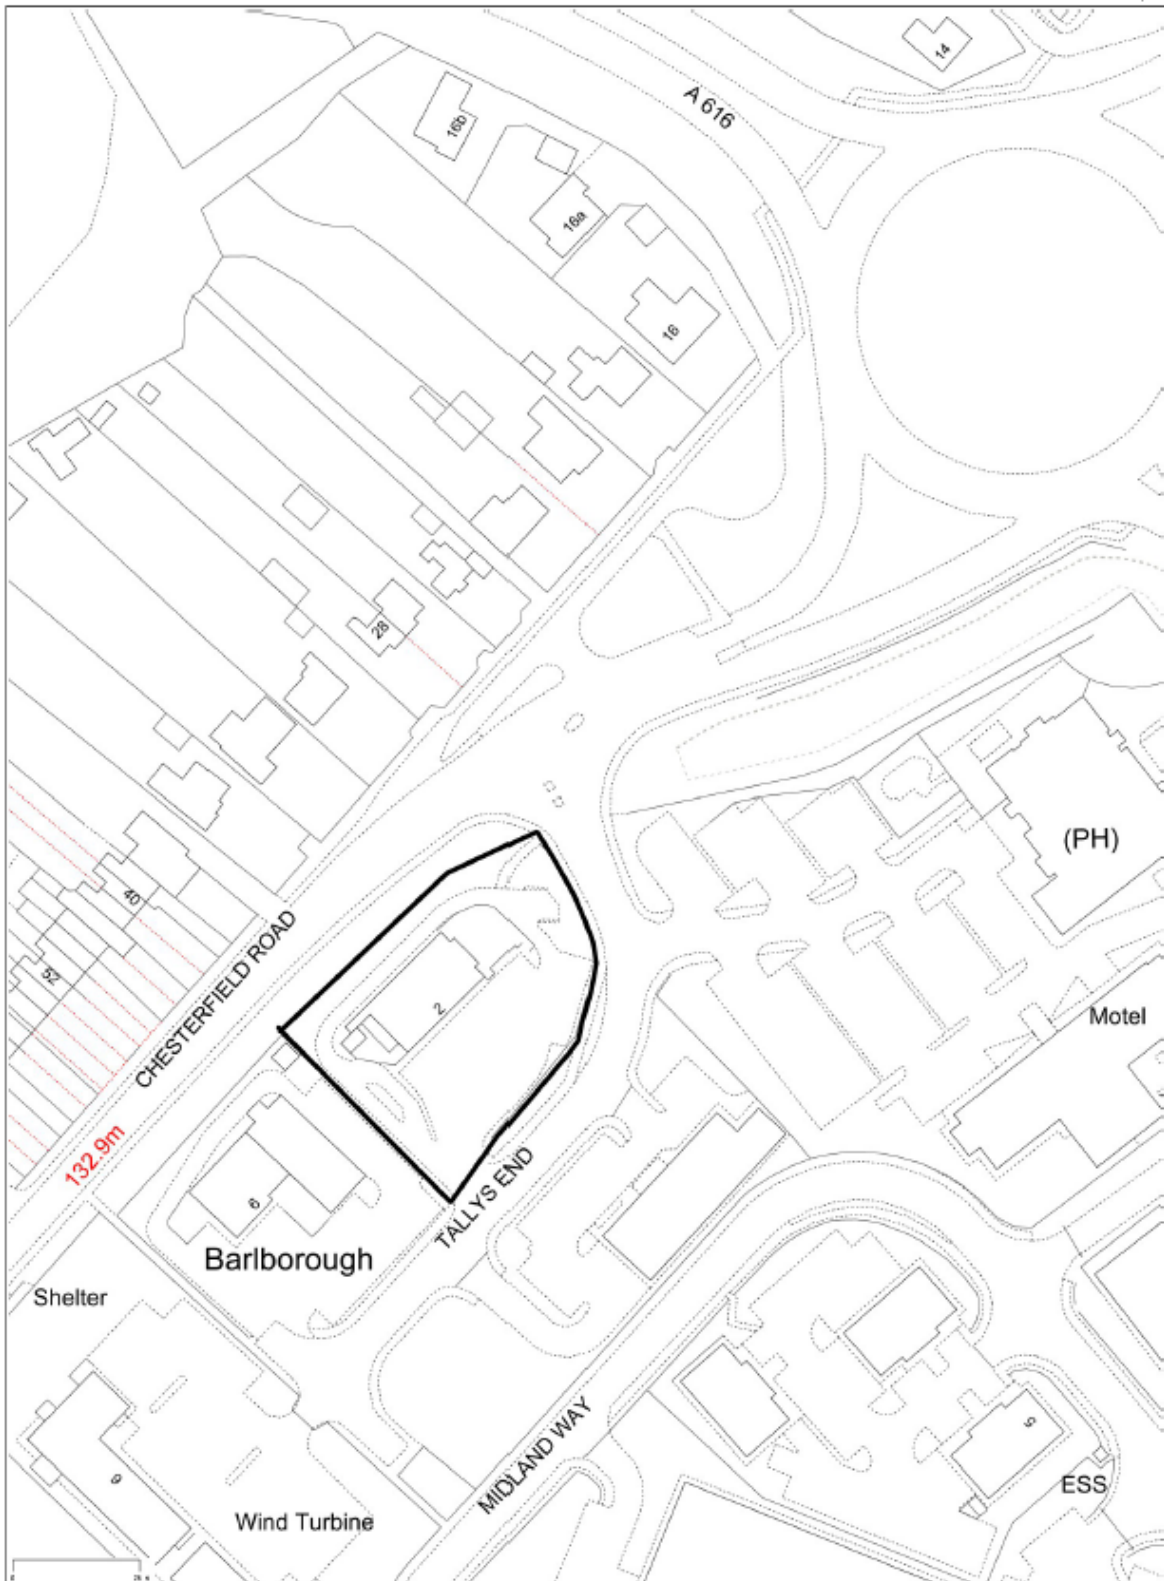 14
A 616
16b
16a
16
28
(PH)
40
52
CHESTERFIELD ROAD
2
Motel
132.9m
6
TALLYS END
Barlborough
Shelter
MIDLAND WAY
5
9
ESS
Wind Turbine